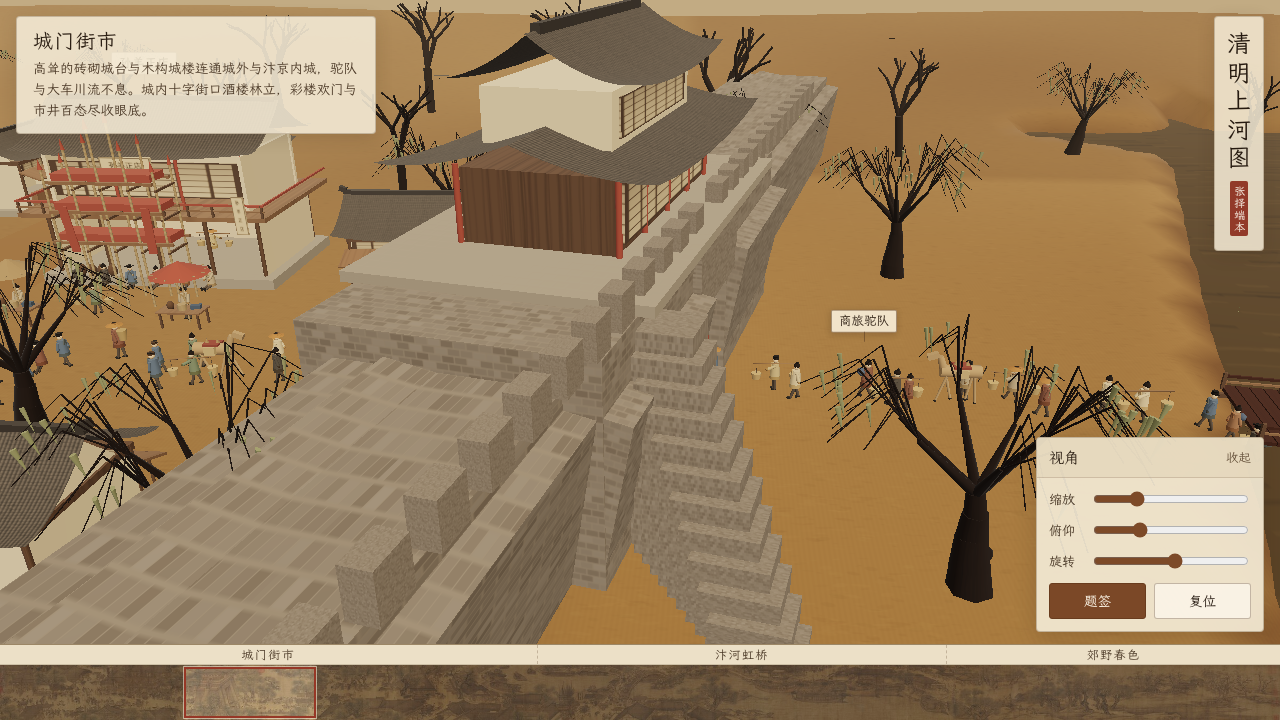 城门街市
高耸的砖砌城台与木构城楼连通城外与汴京内城，驼队
与大车川流不息。城内十字街口酒楼林立，彩楼欢门与
市井百态尽收眼底。
清明上河图
张择端本
商旅驼队
视角
收起
缩放
俯仰
旋转
题签
复位
城门街市
汴河虹桥
郊野春色